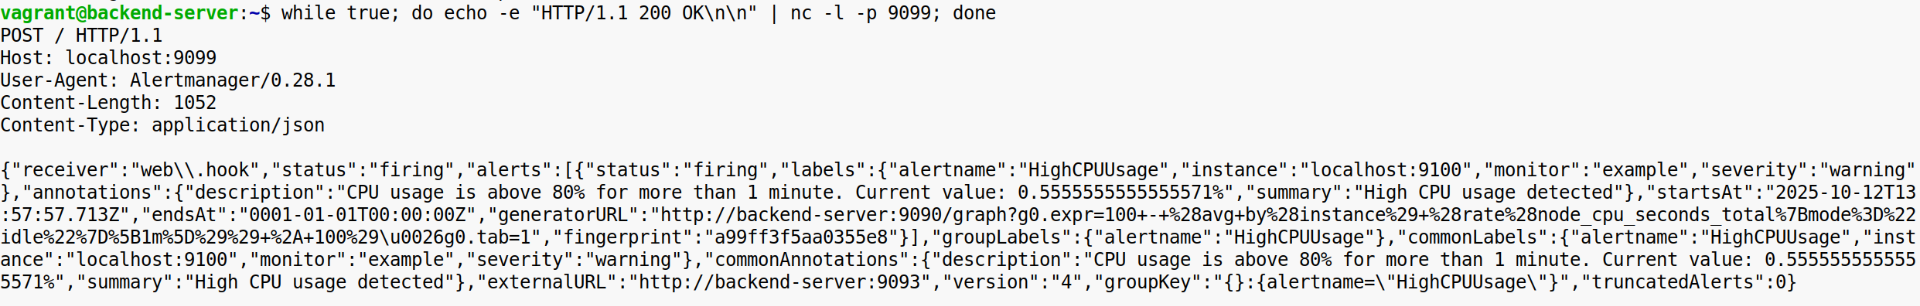 vagrant@backend-server:~$ while true; do echo -e "HTTP/1.1 200 OK\n\n" | nc -l -p 9099; done
POST / HTTP/1.1
Host: localhost:9099
User-Agent: Alertmanager/0.28.1
Content-Length: 1052
Content-Type: application/json

{"receiver":"web\\.hook","status":"firing","alerts":[{"status":"firing","labels":{"alertname":"HighCPUUsage","instance":"localhost:9100","monitor":"example","severity":"warning"
},"annotations":{"description":"CPU usage is above 80% for more than 1 minute. Current value: 0.5555555555555571%","summary":"High CPU usage detected"},"startsAt":"2025-10-12T13
:57:57.713Z","endsAt":"0001-01-01T00:00:00Z","generatorURL":"http://backend-server:9090/graph?g0.expr=100+-+%28avg+by%28instance%29+%28rate%28node_cpu_seconds_total%7Bmode%3D%22
idle%22%7D%5B1m%5D%29%29+%2A+100%29\u0026g0.tab=1","fingerprint":"a99ff3f5aa0355e8"}],"groupLabels":{"alertname":"HighCPUUsage"},"commonLabels":{"alertname":"HighCPUUsage","inst
ance":"localhost:9100","monitor":"example","severity":"warning"},"commonAnnotations":{"description":"CPU usage is above 80% for more than 1 minute. Current value: 0.555555555555
5571%","summary":"High CPU usage detected"},"externalURL":"http://backend-server:9093","version":"4","groupKey":"{}:{alertname=\"HighCPUUsage\"}","truncatedAlerts":0}